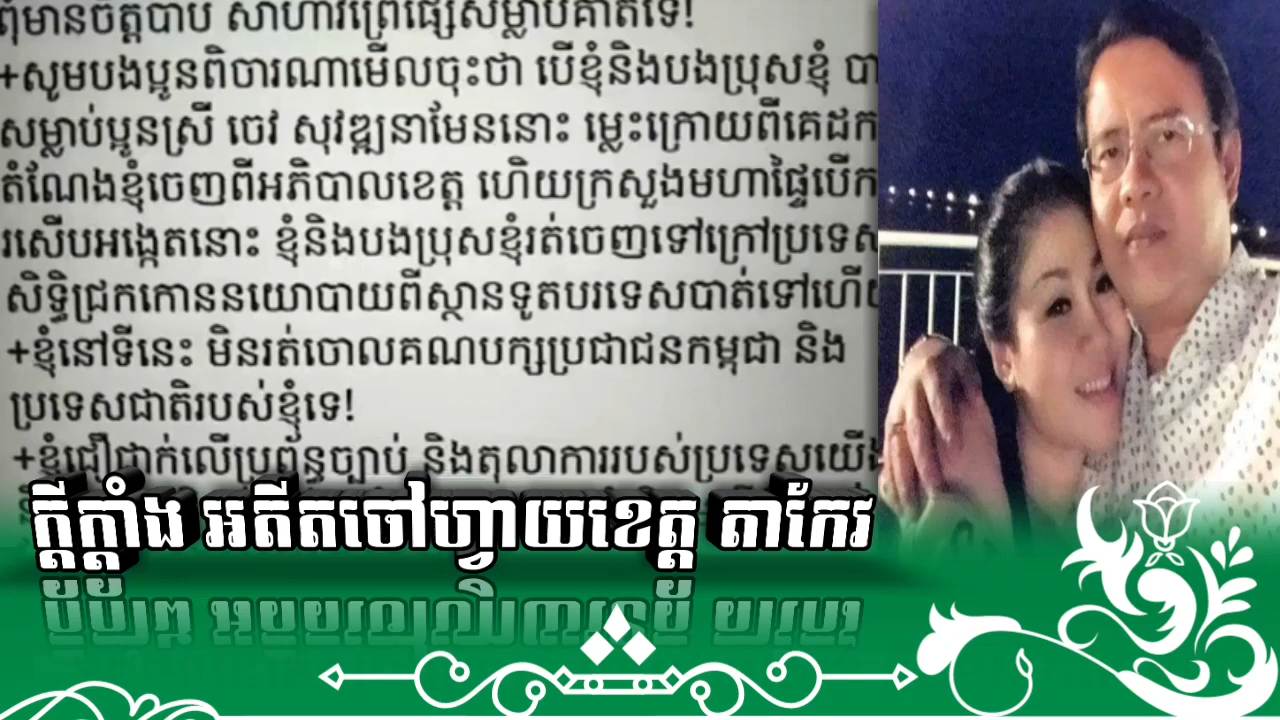 ពុំមានចិត្តបាប សាហាវព្រៃផ្សៃសម្លាប់គាត់ទេ!
+សូមបងប្អូនពិចារណាមើលចុះថា បើខ្ញុំនិងបងប្រុសខ្ញុំ បា
សម្លាប់ប្អូនស្រី ចេវ សុវឌ្ឍនាមែននោះ ម្លេះក្រោយពីគេដក
តំណែងខ្ញុំចេញពីអភិបាលខេត្ត ហើយក្រសួងមហាផ្ទៃបើក
រសើបអង្កេតនោះ ខ្ញុំនិងបងប្រុសខ្ញុំរត់ចេញទៅក្រៅប្រទេស
សិទ្ធិជ្រកកោននយោបាយពីស្ថានទូតបរទេសបាត់ទៅហើយ
+ខ្ញុំនៅទីនេះ មិនរត់ចោលគណបក្សប្រជាជនកម្ពុជា និង
ប្រទេសជាតិរបស់ខ្ញុំទេ!
+ខ្ញុំជឿជាក់លើប្រព័ន្ធច្បាប់ និងតុលាការរបស់ប្រទេសយើង
ក្តីក្តាំង អតីតចៅហ្វាយខេត្ត តាកែវ